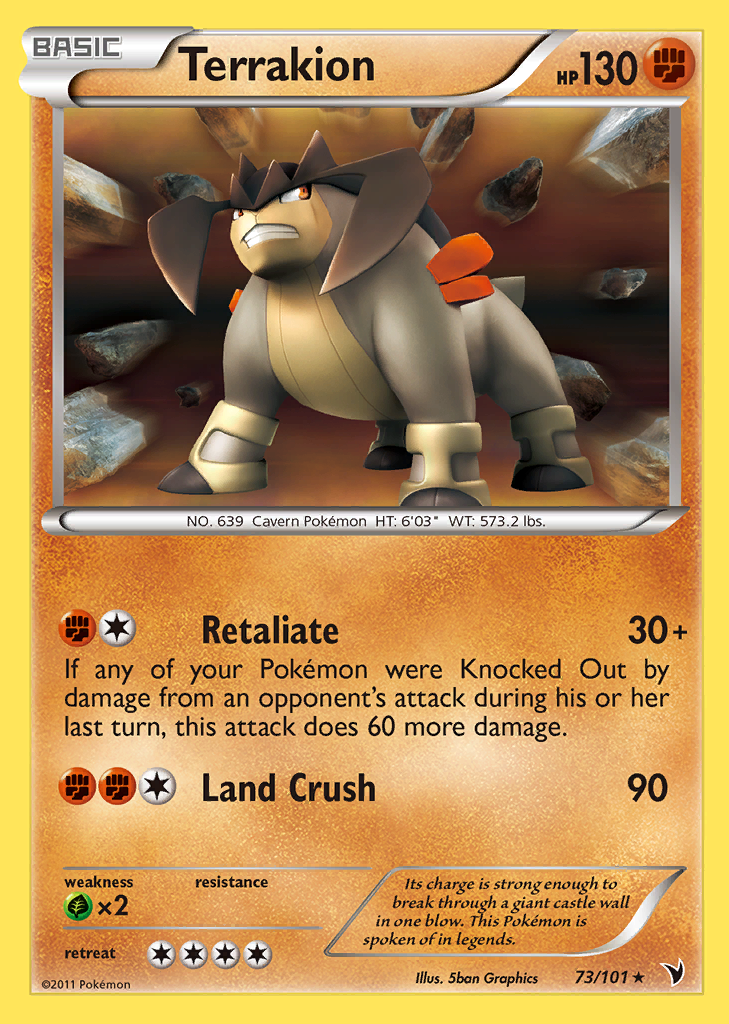 BASIC
Terrakion
HP130
NO. 639 Cavern Pokémon HT: 6'03" WT: 573.2 lbs.
Retaliate 30+
If any of your Pokémon were Knocked Out by
damage from an opponent's attack during his or her
last turn, this attack does 60 more damage.
Land Crush 90
weakness resistance
×2
retreat
Its charge is strong enough to
break through a giant castle wall
in one blow. This Pokémon is
spoken of in legends.
©2011 Pokémon
Illus. 5ban Graphics
73/101 ★